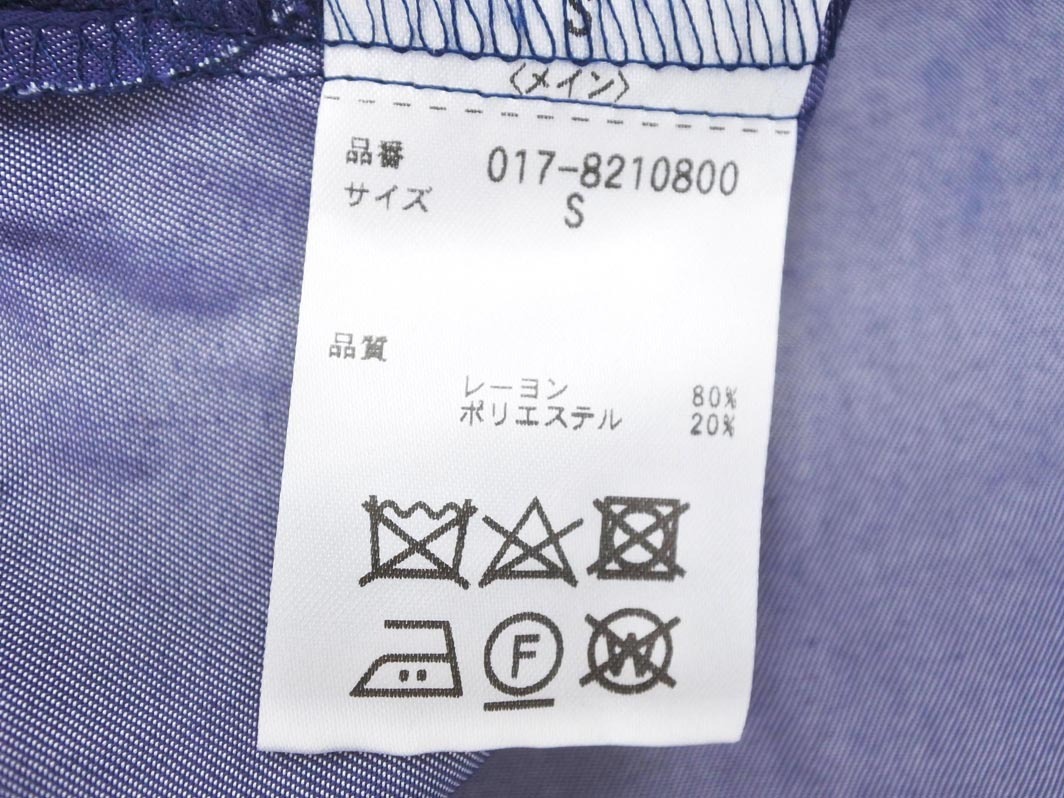 S
〈メイン〉
品番 017-8210800
サイズ S
品質
レーヨン 80%
ポリエステル 20%
F
W